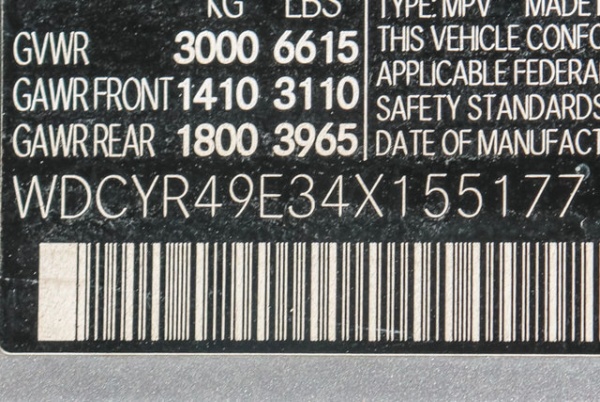 KG LBS
GVWR 3000 6615
GAWR FRONT 1410 3110
GAWR REAR 1800 3965
TYPE: MPV MADE
THIS VEHICLE CONFO
APPLICABLE FEDERA
SAFETY STANDARDS
DATE OF MANUFACT
WDCYR49E34X155177